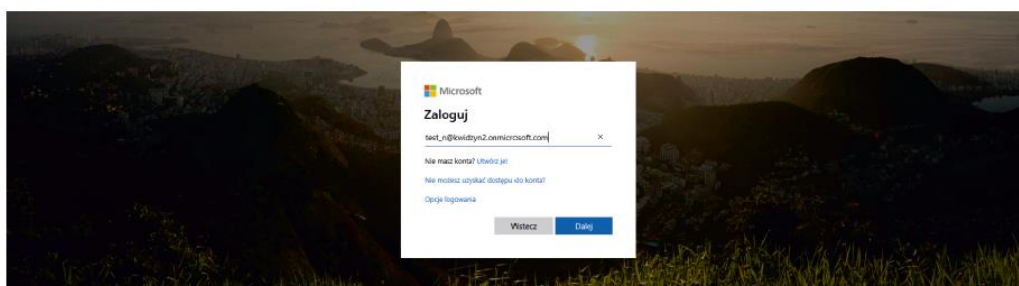 Microsoft
Zaloguj
test_n@kwidzyn2.onmicrosoft.com
Nie masz konta? Utwórz je!
Nie możesz uzyskać dostępu do konta?
Opcje logowania
Wstecz Dalej